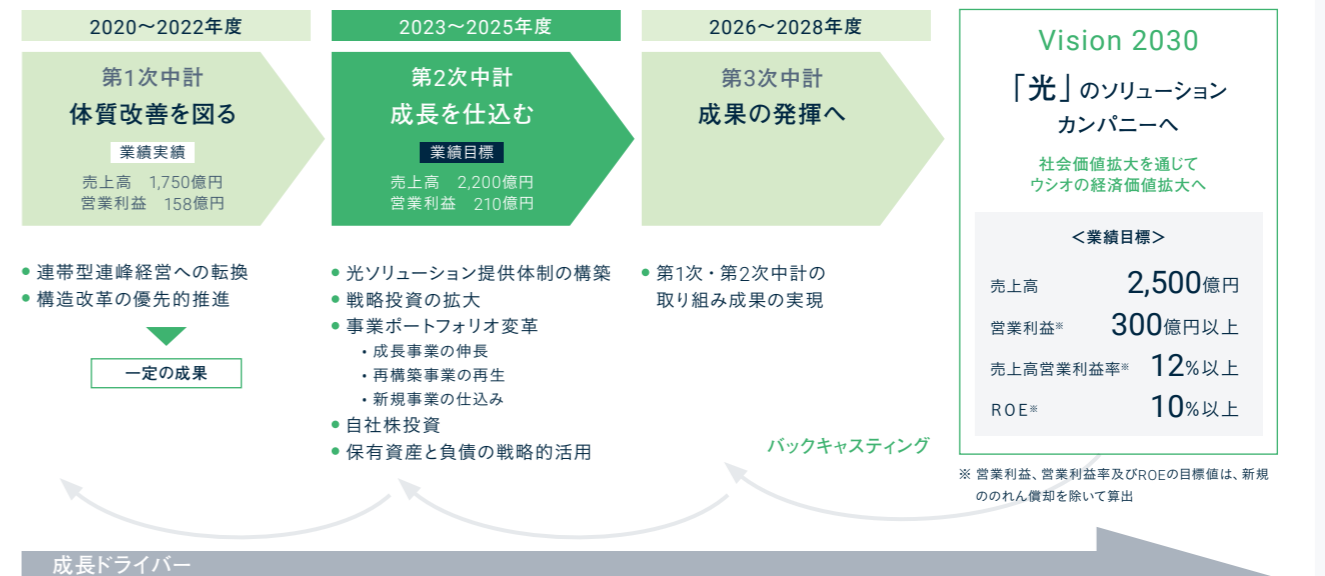 2020〜2022年度
第1次中計
体質改善を図る
業績実績
売上高　1,750億円
営業利益　158億円
● 連帯型連峰経営への転換
● 構造改革の優先的推進
一定の成果
2023〜2025年度
第2次中計
成長を仕込む
業績目標
売上高　2,200億円
営業利益　210億円
● 光ソリューション提供体制の構築
● 戦略投資の拡大
● 事業ポートフォリオ変革
・成長事業の伸長
・再構築事業の再生
・新規事業の仕込み
● 自社株投資
● 保有資産と負債の戦略的活用
2026〜2028年度
第3次中計
成果の発揮へ
● 第1次・第2次中計の
取り組み成果の実現
バックキャスティング
Vision 2030
「光」のソリューション
カンパニーへ
社会価値拡大を通じて
ウシオの経済価値拡大へ
＜業績目標＞
売上高　2,500億円
営業利益※　300億円以上
売上高営業利益率※　12%以上
ROE※　10%以上
※ 営業利益、営業利益率及びROEの目標値は、新規
ののれん償却を除いて算出
成長ドライバー